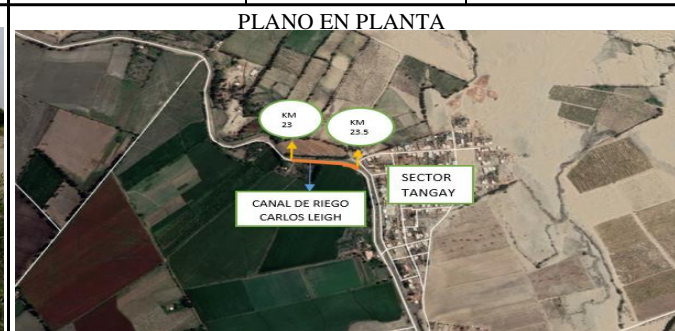 PLANO EN PLANTA
KM
23
KM
23.5
SECTOR
TANGAY
CANAL DE RIEGO
CARLOS LEIGH